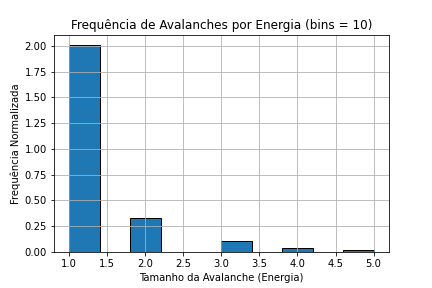 Frequência de Avalanches por Energia (bins = 10)
Frequência Normalizada
2.00
1.75
1.50
1.25
1.00
0.75
0.50
0.25
0.00
1.0 1.5 2.0 2.5 3.0 3.5 4.0 4.5 5.0
Tamanho da Avalanche (Energia)